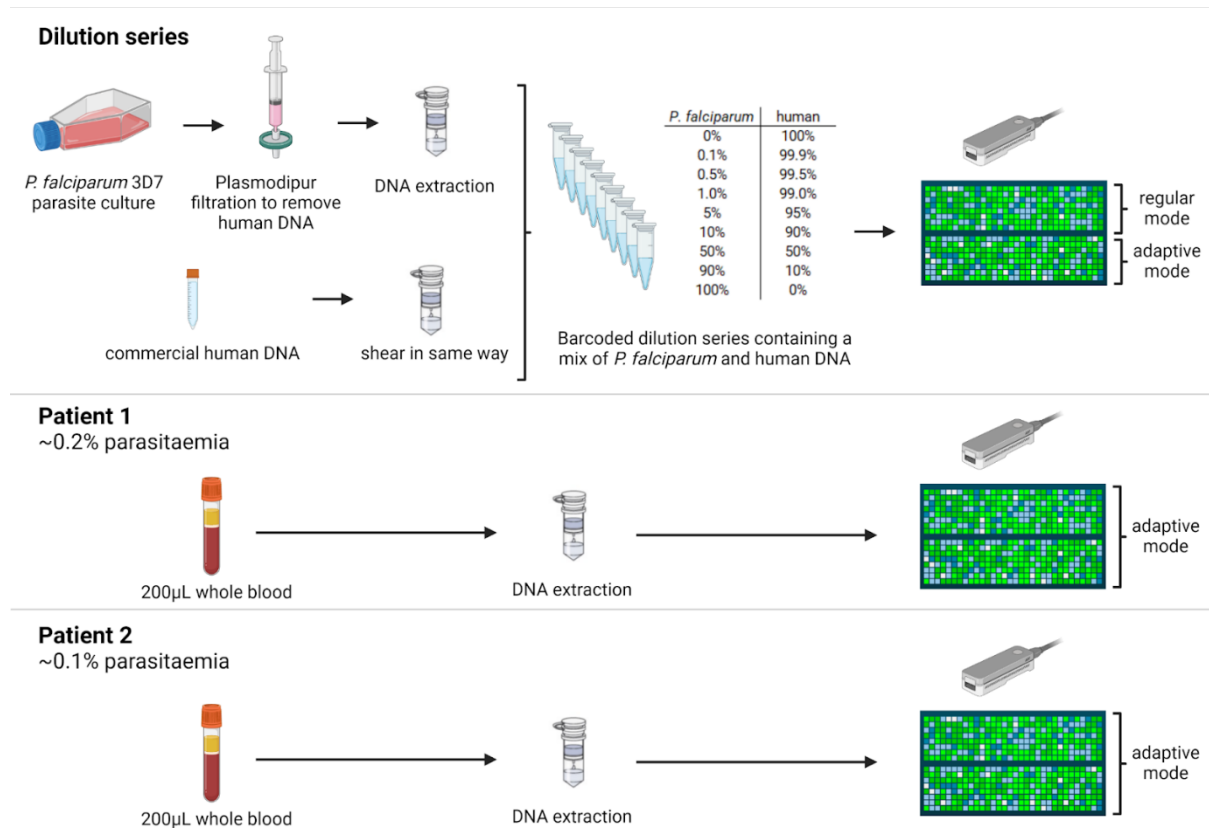 Dilution series
P. falciparum 3D7
parasite culture
Plasmodipur
filtration to remove
human DNA
DNA extraction
commercial human DNA
shear in same way
P. falciparum human
0% 100%
0.1% 99.9%
0.5% 99.5%
1.0% 99.0%
5% 95%
10% 90%
50% 50%
90% 10%
100% 0%
Barcoded dilution series containing a
mix of P. falciparum and human DNA
regular
mode
adaptive
mode
Patient 1
~0.2% parasitaemia
200µL whole blood
DNA extraction
adaptive
mode
Patient 2
~0.1% parasitaemia
200µL whole blood
DNA extraction
adaptive
mode